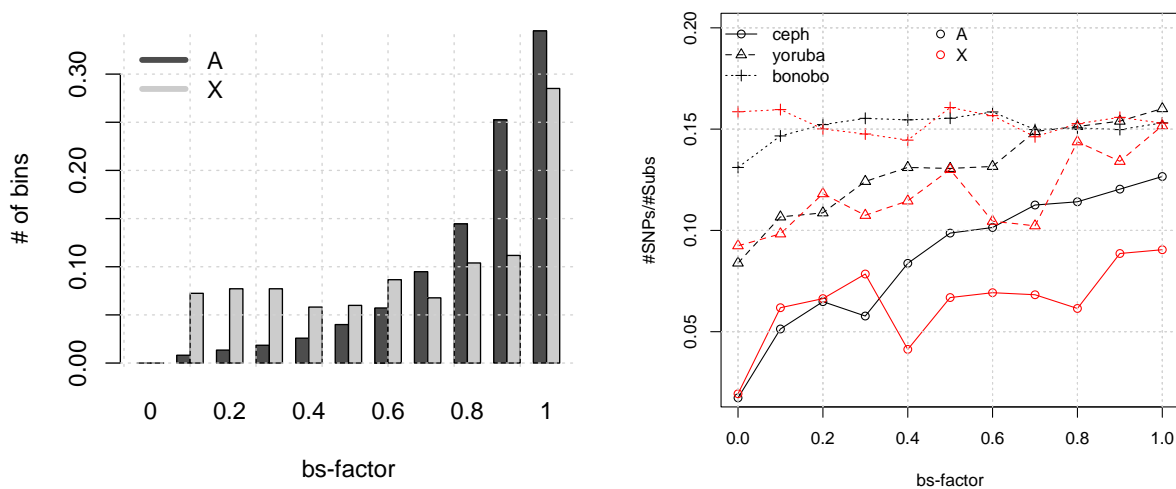 A
X
# of bins
0.30
0.20
0.10
0.00
0 0.2 0.4 0.6 0.8 1
bs-factor
ceph
yoruba
bonobo
A
X
#SNPs/#Subs
0.20
0.15
0.10
0.05
0.0 0.2 0.4 0.6 0.8 1.0
bs-factor